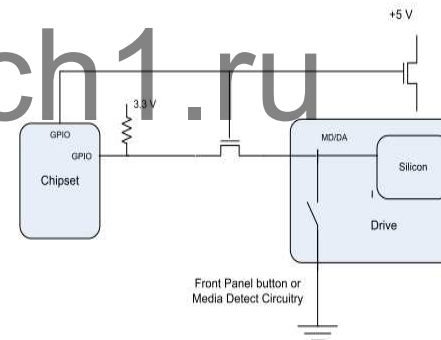 +5 V
ch1.ru
3.3 V
GPIO
GPIO
Chipset
MD/DA
Silicon
Drive
Front Panel button or
Media Detect Circuitry